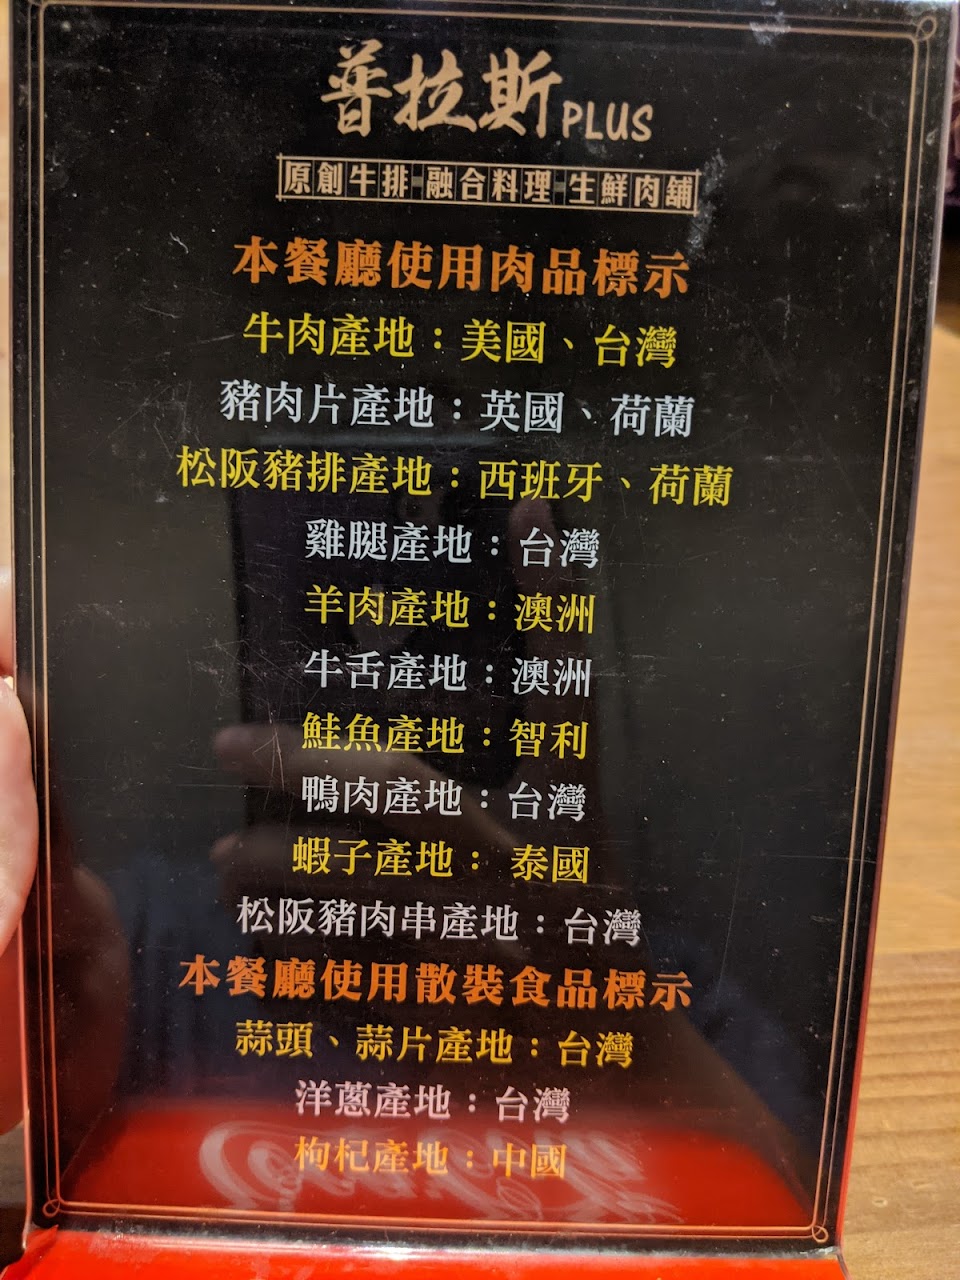 普拉斯PLUS
原創牛排·融合料理·生鮮肉舖
本餐廳使用肉品標示
牛肉產地：美國、台灣
豬肉片產地：英國、荷蘭
松阪豬排產地：西班牙、荷蘭
雞腿產地：台灣
羊肉產地：澳洲
牛舌產地：澳洲
鮭魚產地：智利
鴨肉產地：台灣
蝦子產地：泰國
松阪豬肉串產地：台灣
本餐廳使用散裝食品標示
蒜頭、蒜片產地：台灣
洋蔥產地：台灣
枸杞產地：中國